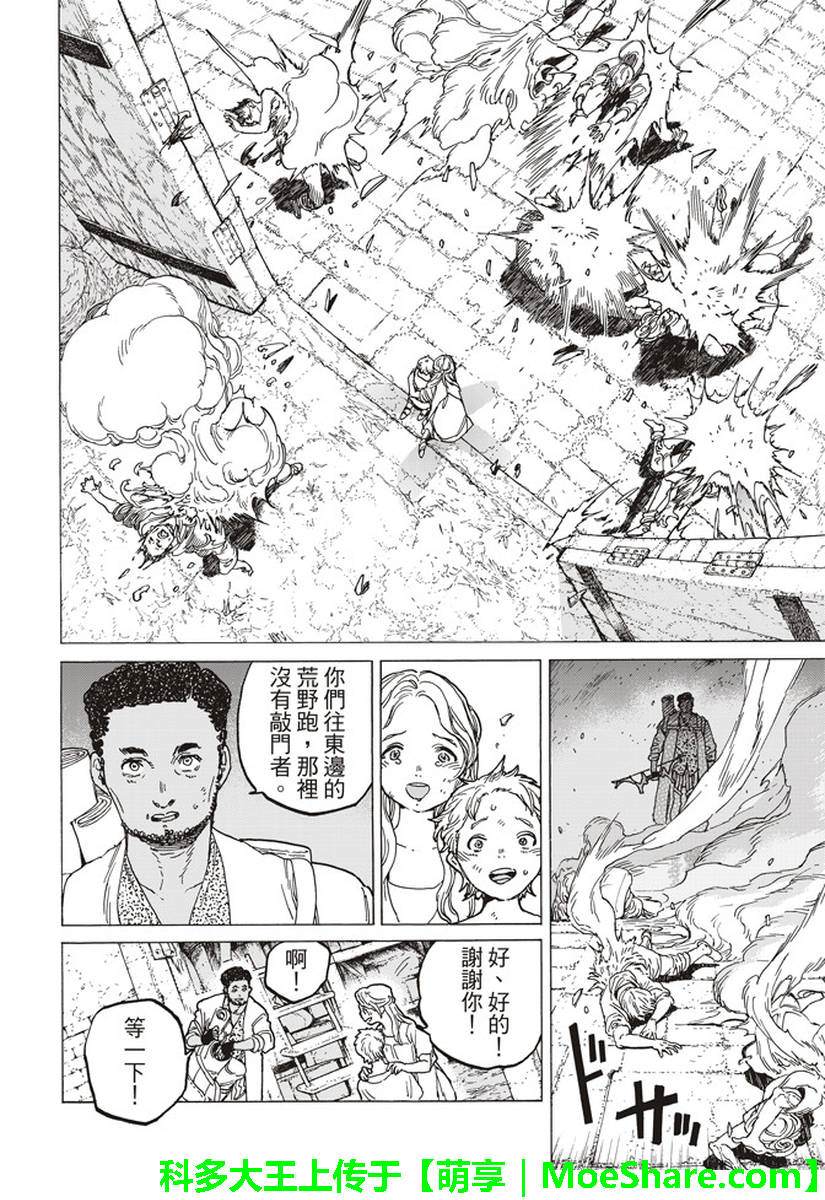 ドドッ
你們往東邊的
荒野跑，那裡
沒有敲門者。
好、好的！
謝謝你！
啊！
等一下！
科多大王上传于【萌享｜MoeShare.com】